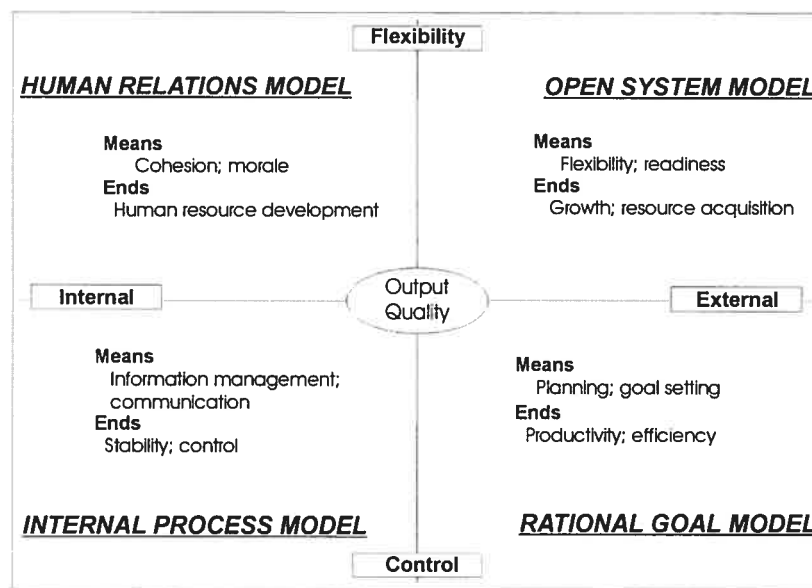 Flexibility
HUMAN RELATIONS MODEL
Means
Cohesion; morale
Ends
Human resource development
OPEN SYSTEM MODEL
Means
Flexibility; readiness
Ends
Growth; resource acquisition
Internal
Output
Quality
External
Means
Information management;
communication
Ends
Stability; control
INTERNAL PROCESS MODEL
Means
Planning; goal setting
Ends
Productivity; efficiency
RATIONAL GOAL MODEL
Control